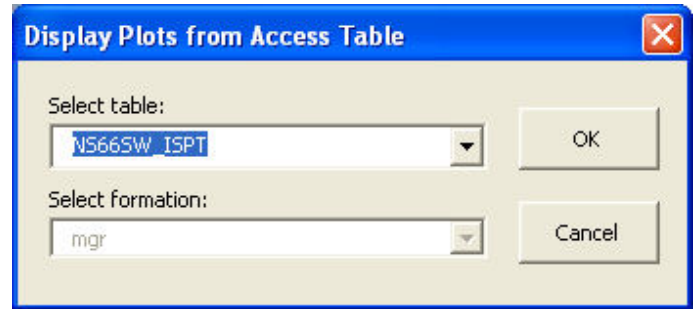 Display Plots from Access Table
Select table:
NS66SW_ISPT
OK
Select formation:
mgr
Cancel